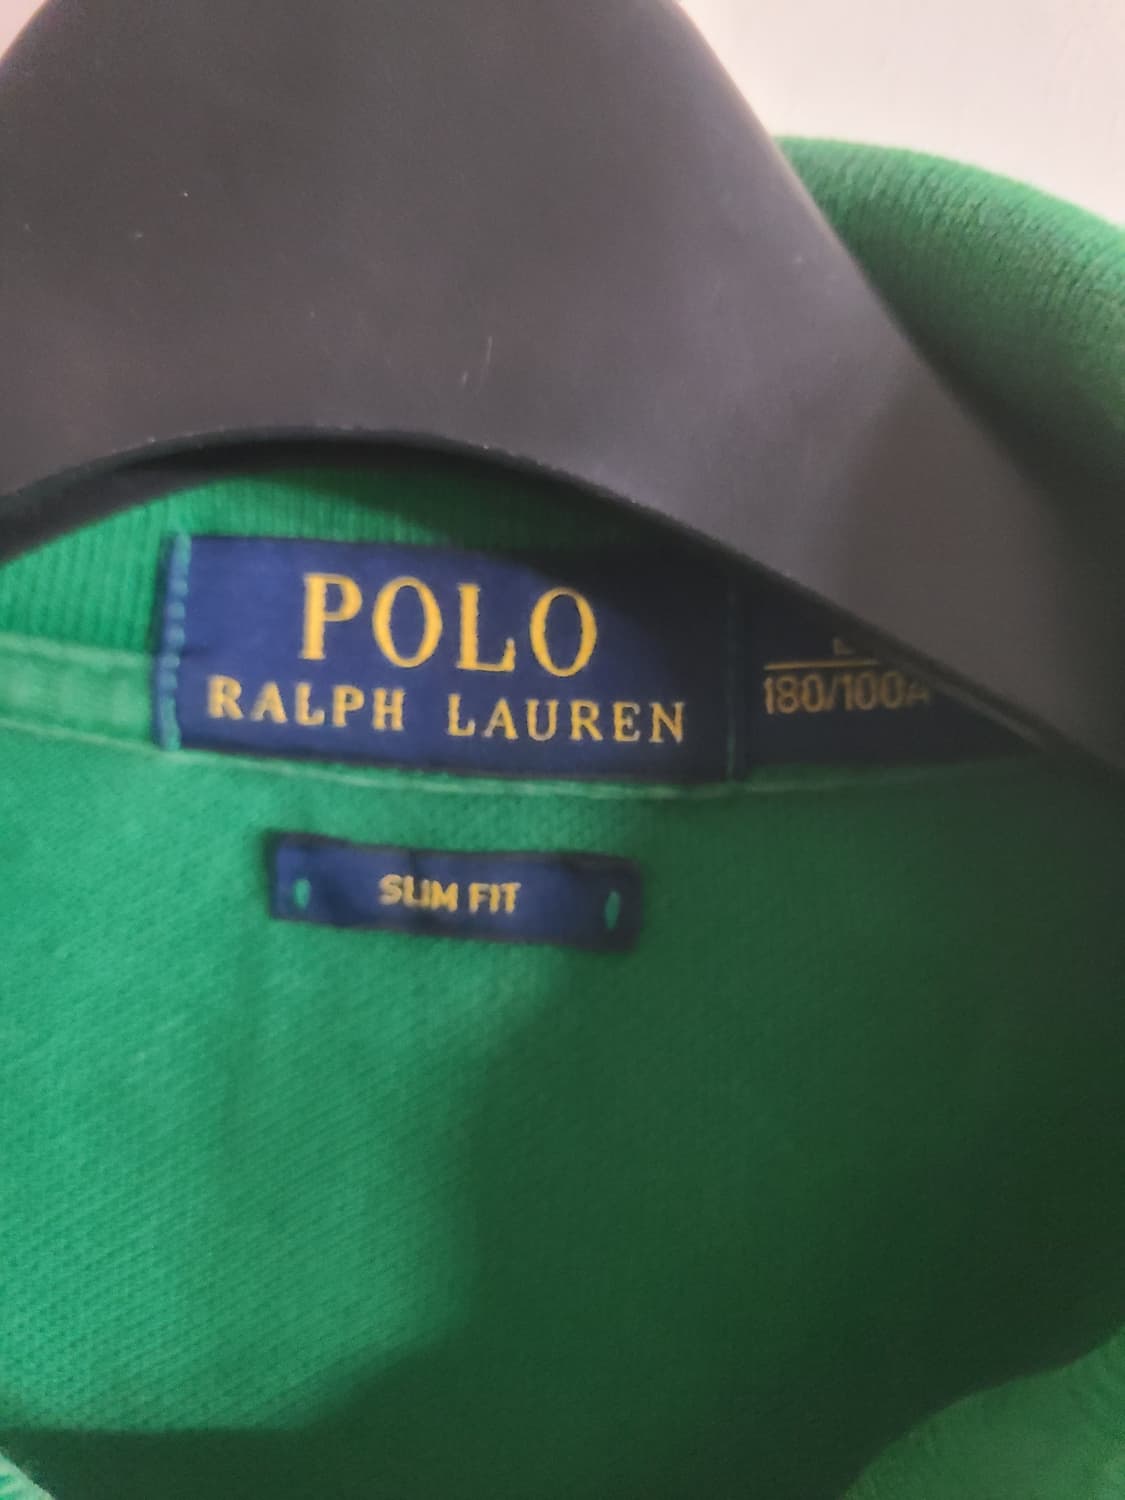 POLO
RALPH LAUREN
L
180/100A
SLIM FIT